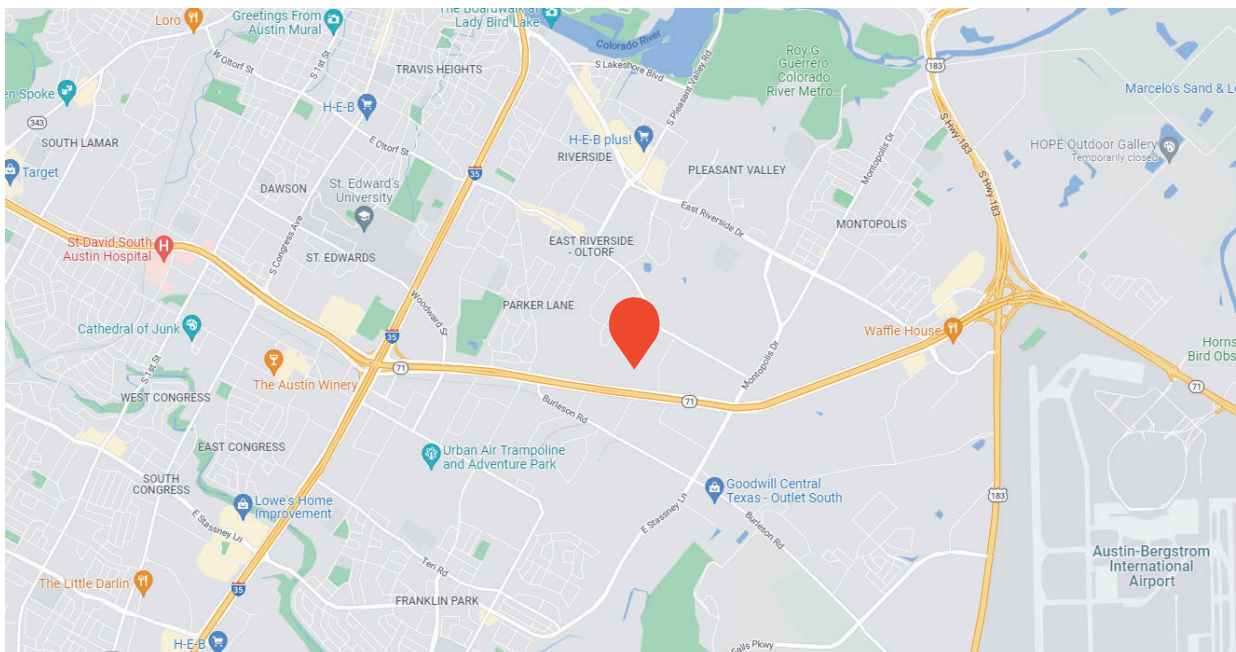 Loro
Greetings From
Austin Mural
The Boardwalk at
Lady Bird Lake
Colorado River
Roy G
Guerrero
Colorado
River Metro...
183
W Oltorf St
S 1st St
TRAVIS HEIGHTS
S Lakeshore Blvd
S Pleasant Valley Rd
Marcelo's Sand & Lo
en Spoke
343
SOUTH LAMAR
H-E-B
E Oltorf St
H-E-B plus!
RIVERSIDE
S Hwy 183
HOPE Outdoor Gallery
Temporarily closed
Target
DAWSON
St. Edward's
University
35
PLEASANT VALLEY
Montopolis Dr
S Hwy 183
St David South
Austin Hospital
S Congress Ave
ST. EDWARDS
EAST RIVERSIDE
- OLTORF
East Riverside Dr
MONTOPOLIS
Woodward St
PARKER LANE
Cathedral of Junk
35
Waffle House
Horns
Bird Obs
S 1st St
The Austin Winery
71
Montopolis Dr
WEST CONGRESS
71
71
Burleson Rd
EAST CONGRESS
Urban Air Trampoline
and Adventure Park
SOUTH
CONGRESS
Goodwill Central
Texas - Outlet South
183
Lowe's Home
Improvement
E Stassney Ln
E Stassney Ln
Burleson Rd
Austin-Bergstrom
International
Airport
Teri Rd
The Little Darlin'
35
FRANKLIN PARK
H-E-B
Falls Pkwy